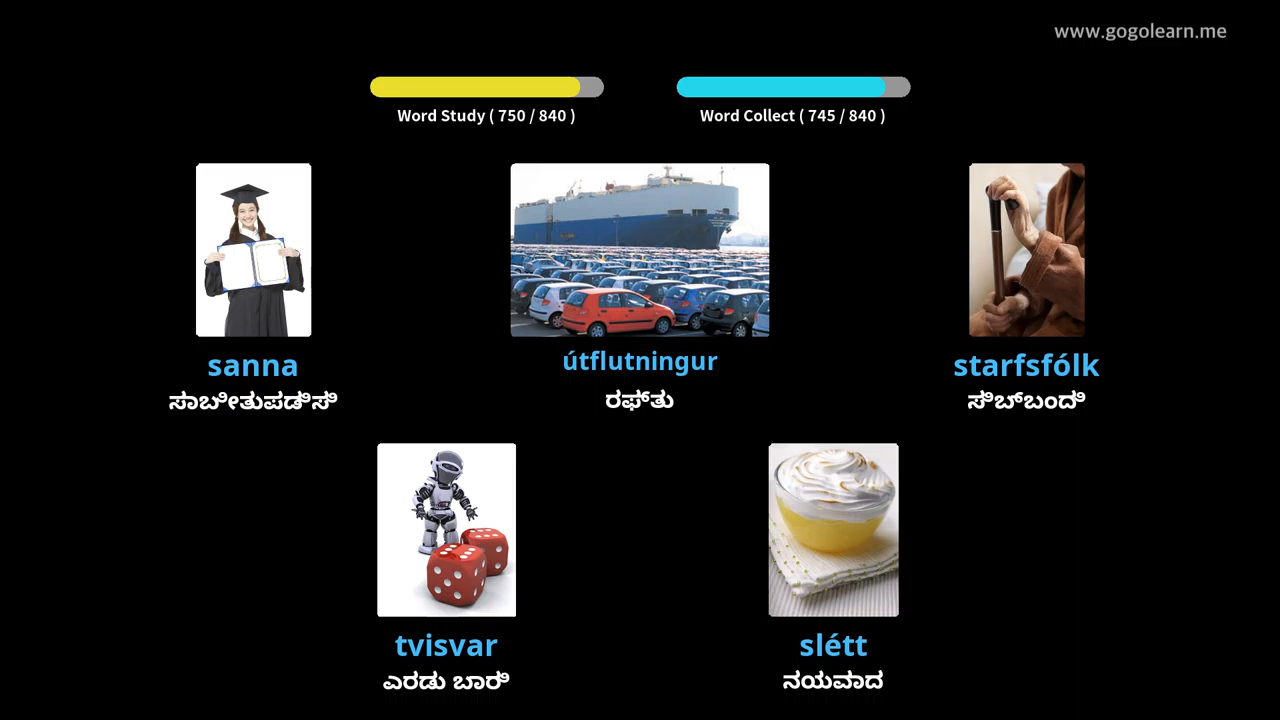 www.gogolearn.me
Word Study ( 750 / 840 )
Word Collect ( 745 / 840 )
sanna
ಸಾಬೀತುಪಡಿಸಿ
útflutningur
ರಫ್ತು
starfsfólk
ಸಿಬ್ಬಂದಿ
tvisvar
ಎರಡು ಬಾರಿ
slétt
ನಯವಾದ